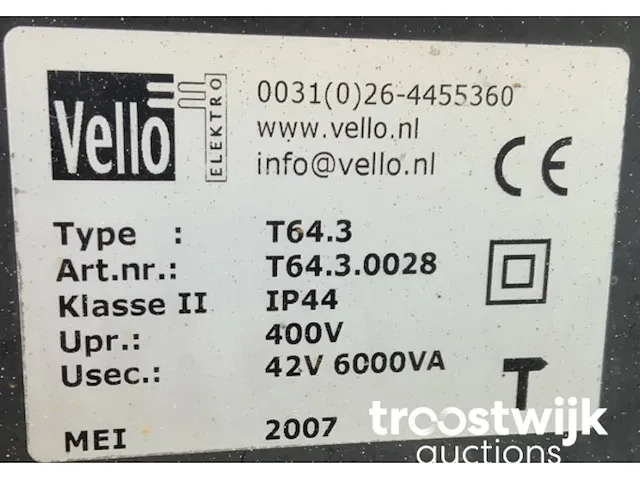 Vello
ELEKTRO
0031(0)26-4455360
www.vello.nl
info@vello.nl
CE
Type : T64.3
Art.nr.: T64.3.0028
Klasse II IP44
Upr.: 400V
Usec.: 42V 6000VA
T
MEI 2007
troostwijk
auctions